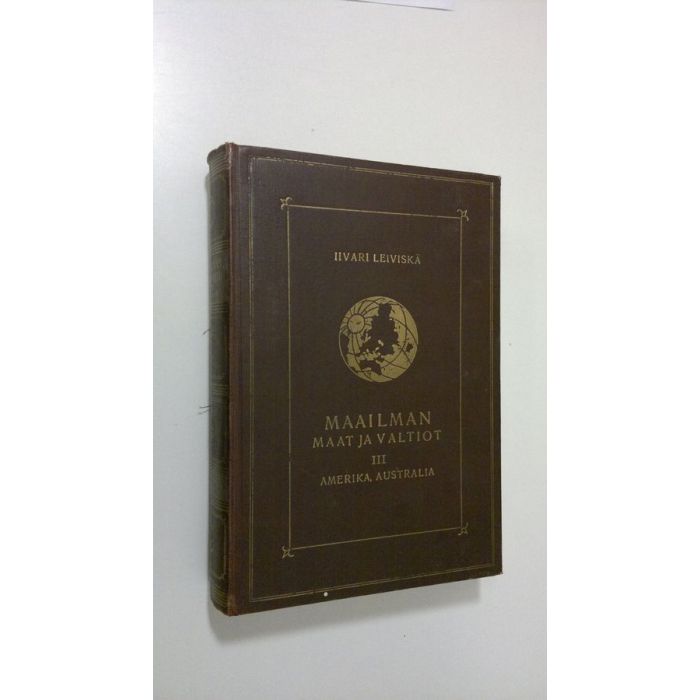 IIVARI LEIVISKÄ
MAAILMAN
MAAT JA VALTIOT
III
AMERIKA, AUSTRALIA